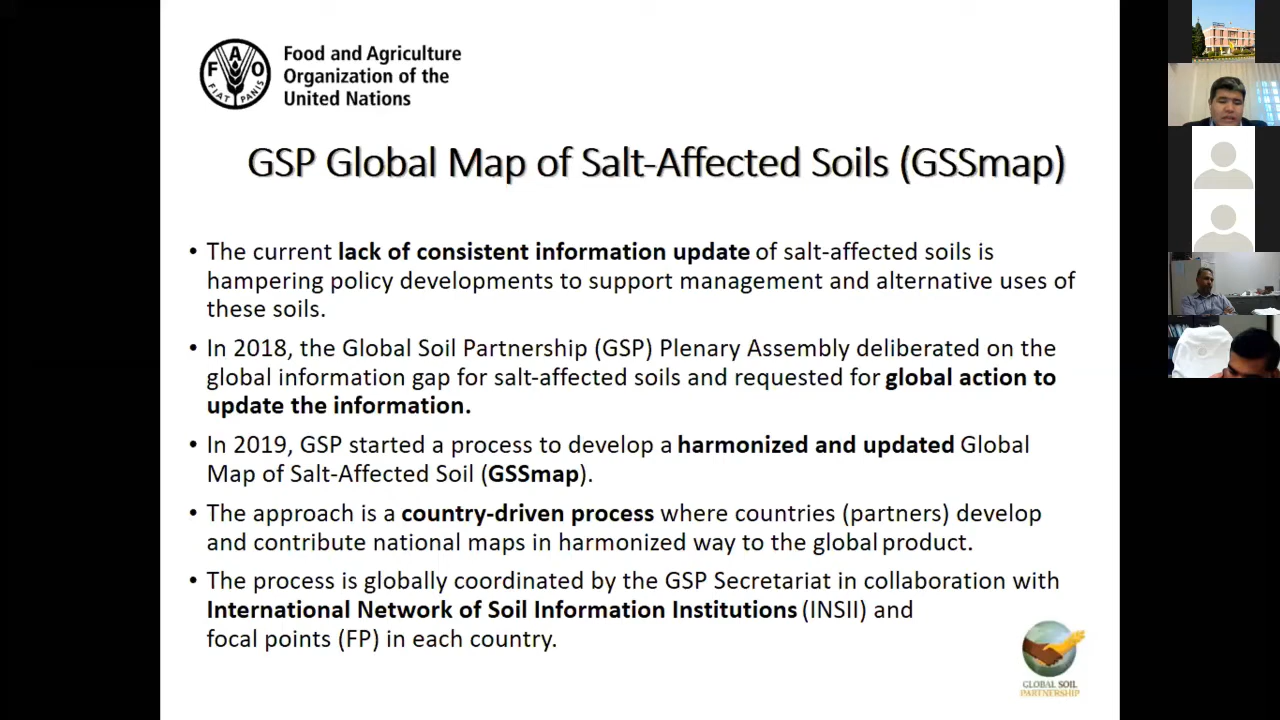 FAO
FIAT PANIS
Food and Agriculture
Organization of the
United Nations
GSP Global Map of Salt-Affected Soils (GSSmap)
• The current lack of consistent information update of salt-affected soils is
hampering policy developments to support management and alternative uses of
these soils.
• In 2018, the Global Soil Partnership (GSP) Plenary Assembly deliberated on the
global information gap for salt-affected soils and requested for global action to
update the information.
• In 2019, GSP started a process to develop a harmonized and updated Global
Map of Salt-Affected Soil (GSSmap).
• The approach is a country-driven process where countries (partners) develop
and contribute national maps in harmonized way to the global product.
• The process is globally coordinated by the GSP Secretariat in collaboration with
International Network of Soil Information Institutions (INSII) and
focal points (FP) in each country.
GLOBAL SOIL
PARTNERSHIP